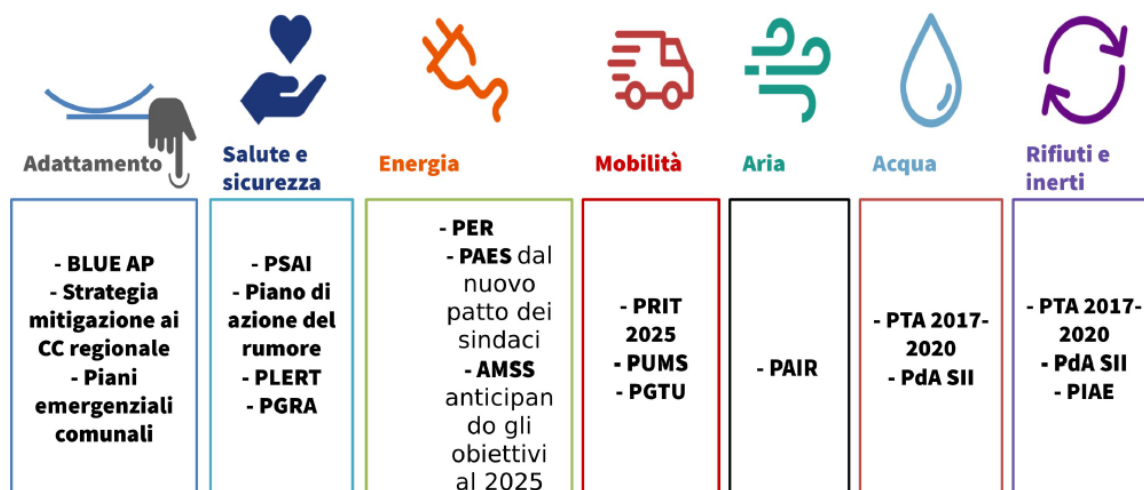 Adattamento
Salute e
sicurezza
Energia
Mobilità
Aria
Acqua
Rifiuti e
inerti
- BLUE AP
- Strategia
mitigazione ai
CC regionale
- Piani
emergenziali
comunali
- PSAI
- Piano di
azione del
rumore
- PLERT
- PGRA
- PER
- PAES dal
nuovo
patto dei
sindaci
- AMSS
anticipan
do gli
obiettivi
al 2025
- PRIT
2025
- PUMS
- PGTU
- PAIR
- PTA 2017-
2020
- PdA SII
- PTA 2017-
2020
- PdA SII
- PIAE